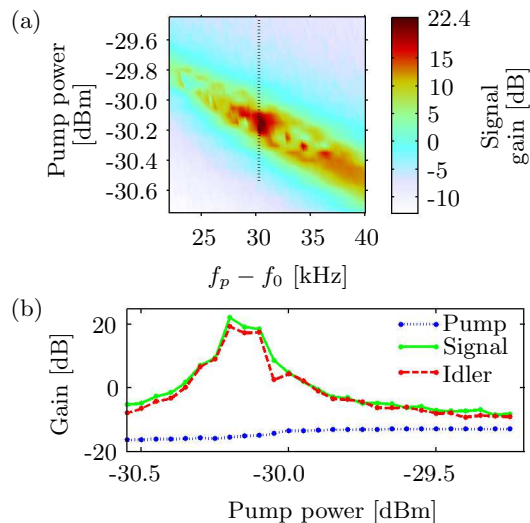 (a)
Pump power
[dBm]
-29.6
-29.8
-30.0
-30.2
-30.4
-30.6
25 30 35 40
f_p − f_0 [kHz]
22.4
15
10
5
0
-5
-10
Signal
gain [dB]
(b)
Gain [dB]
20
0
-20
Pump
Signal
Idler
-30.5 -30.0 -29.5
Pump power [dBm]